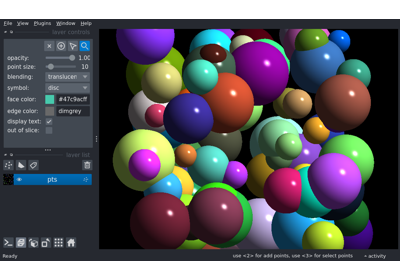 File View Plugins Window Help
layer controls
opacity: 1.00
point size: 10
blending: translucen
symbol: disc
face color: #47c9acff
edge color: dimgrey
display text:
out of slice:
layer list
pts
Ready use <2> for add points, use <3> for select points activity